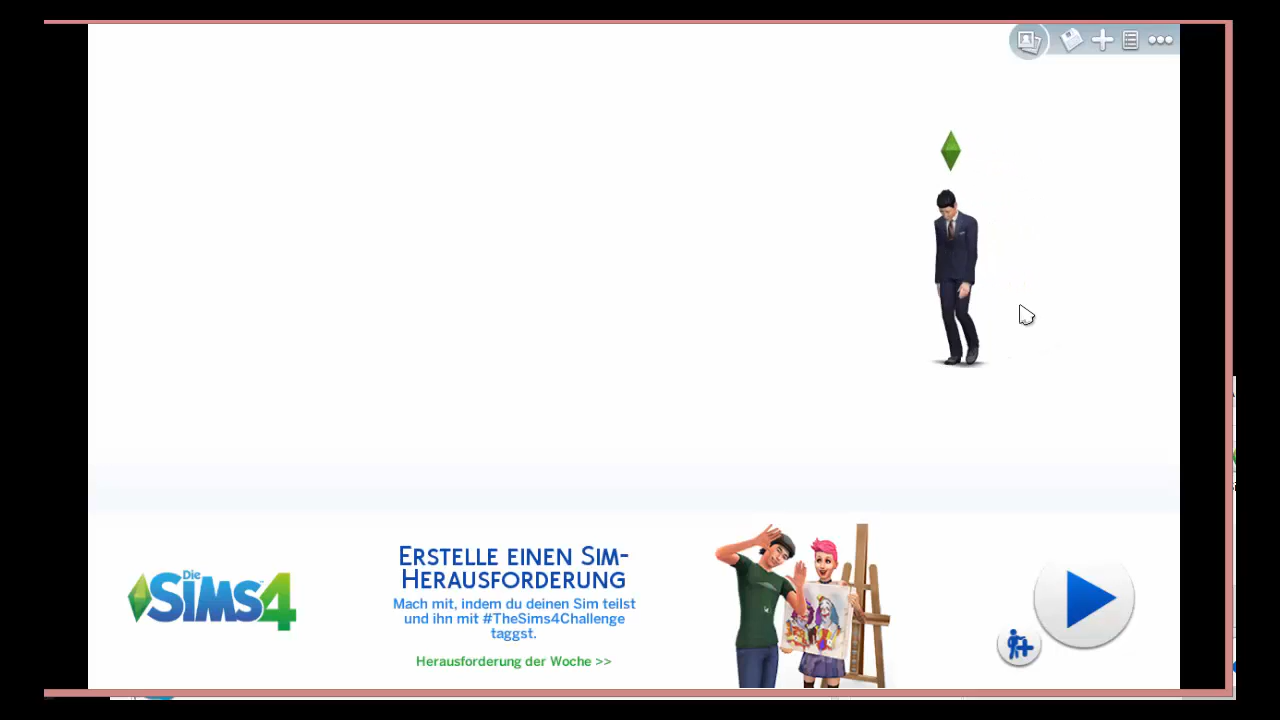 ERSTELLE EINEN SIM-
HERAUSFORDERUNG
Die
SIMS4
Mach mit, indem du deinen Sim teilst
und ihn mit #TheSims4Challenge
taggst.
Herausforderung der Woche >>